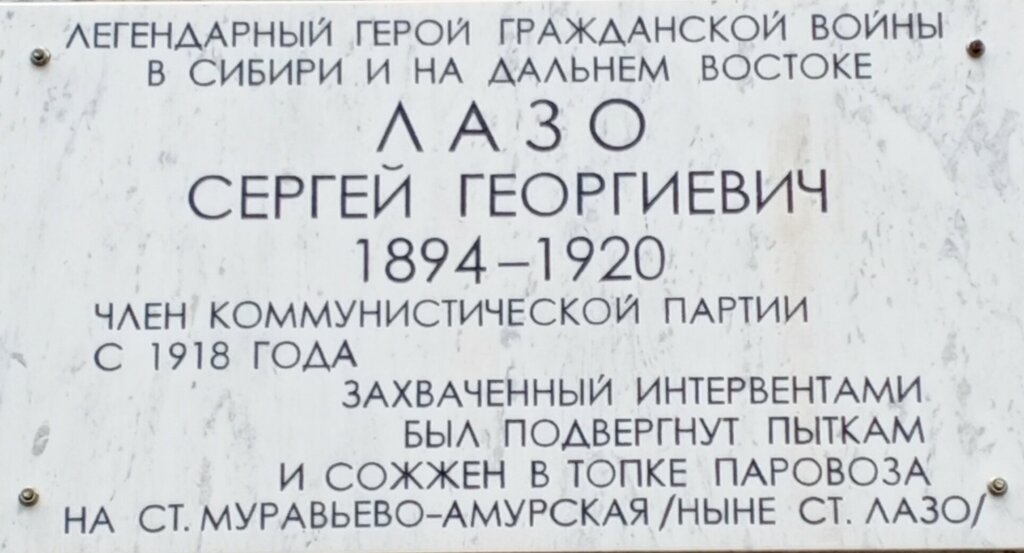 ЛЕГЕНДАРНЫЙ ГЕРОЙ ГРАЖДАНСКОЙ ВОЙНЫ
В СИБИРИ И НА ДАЛЬНЕМ ВОСТОКЕ
ЛАЗО
СЕРГЕЙ ГЕОРГИЕВИЧ
1894–1920
ЧЛЕН КОММУНИСТИЧЕСКОЙ ПАРТИИ
С 1918 ГОДА
ЗАХВАЧЕННЫЙ ИНТЕРВЕНТАМИ
БЫЛ ПОДВЕРГНУТ ПЫТКАМ
И СОЖЖЕН В ТОПКЕ ПАРОВОЗА
НА СТ. МУРАВЬЕВО-АМУРСКАЯ /НЫНЕ СТ. ЛАЗО/